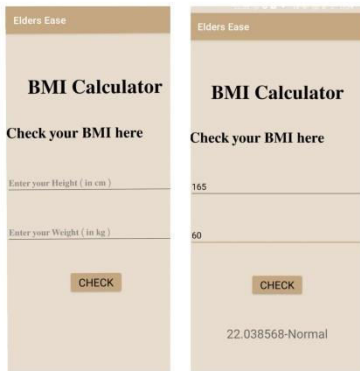 Elders Ease
BMI Calculator
Check your BMI here
Enter your Height ( in cm )
Enter your Weight ( in kg )
CHECK
Elders Ease
BMI Calculator
Check your BMI here
165
60
CHECK
22.038568-Normal